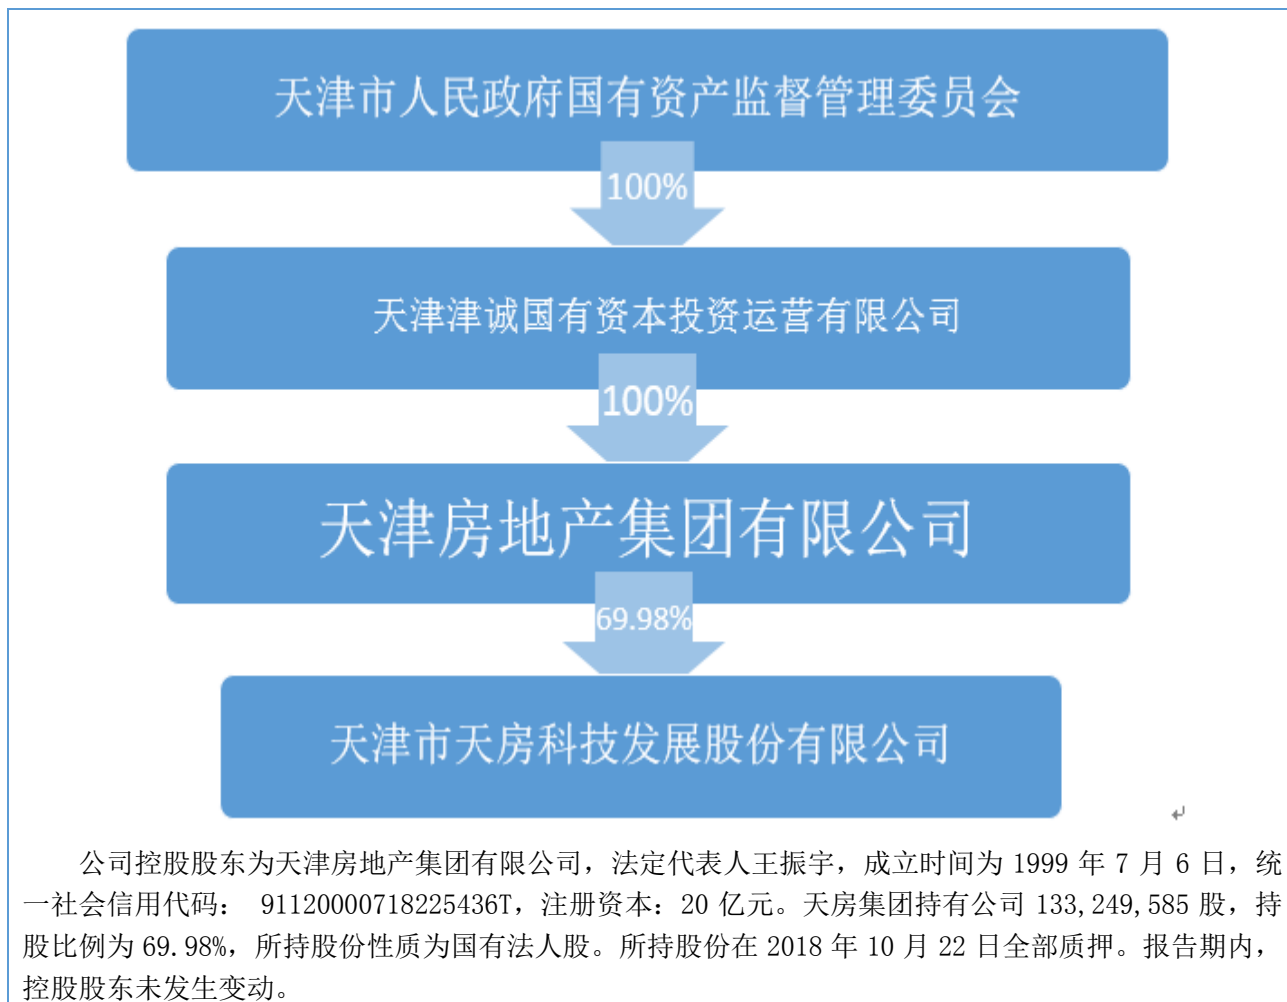 天津市人民政府国有资产监督管理委员会
100%
天津津诚国有资本投资运营有限公司
100%
天津房地产集团有限公司
69.98%
天津市天房科技发展股份有限公司
公司控股股东为天津房地产集团有限公司，法定代表人王振宇，成立时间为 1999 年 7 月 6 日，统
一社会信用代码： 91120000718225436T，注册资本：20 亿元。天房集团持有公司 133,249,585 股，持
股比例为 69.98%，所持股份性质为国有法人股。所持股份在 2018 年 10 月 22 日全部质押。报告期内，
控股股东未发生变动。